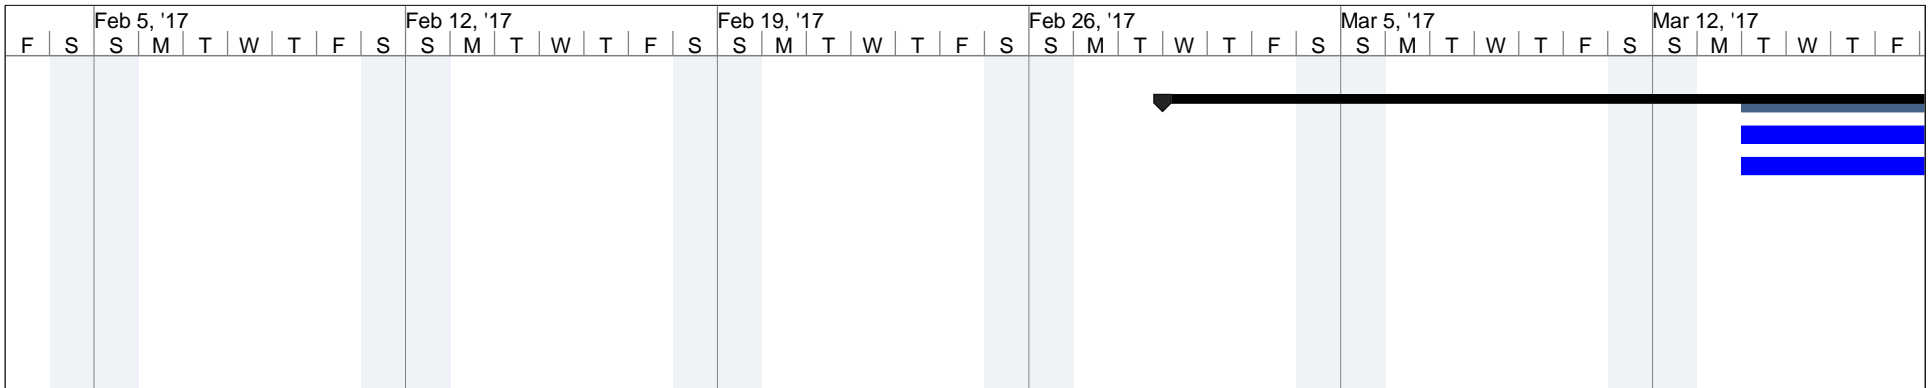 Feb 5, '17 Feb 12, '17 Feb 19, '17 Feb 26, '17 Mar 5, '17 Mar 12, '17
F S S M T W T F S S M T W T F S S M T W T F S S M T W T F S S M T W T F S S M T W T F